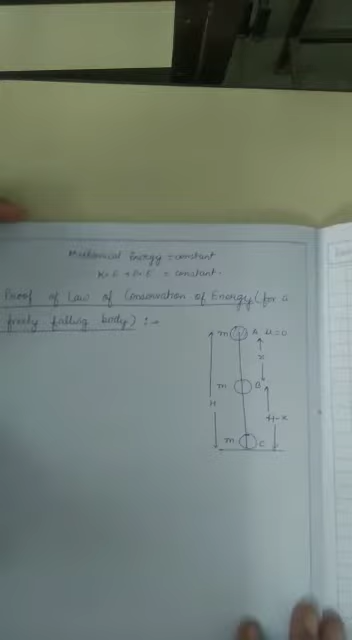 Mechanical Energy = constant
K.E + P.E = constant.
Proof of Law of Conservation of Energy (for a
freely falling body) :-
m A u=0
x
m B
H
H-x
m C